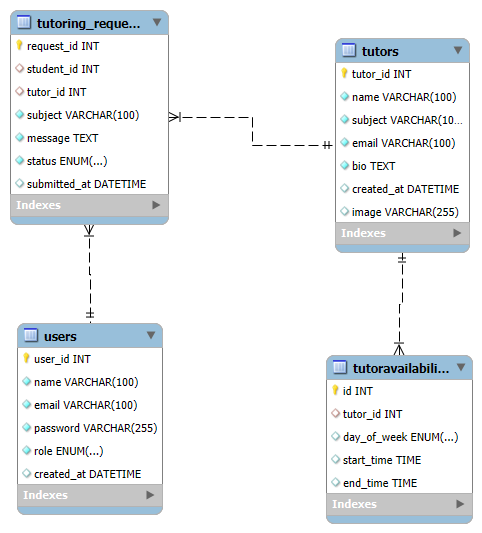 tutoring_reque...
request_id INT
student_id INT
tutor_id INT
subject VARCHAR(100)
message TEXT
status ENUM(...)
submitted_at DATETIME
Indexes
tutors
tutor_id INT
name VARCHAR(100)
subject VARCHAR(10...
email VARCHAR(100)
bio TEXT
created_at DATETIME
image VARCHAR(255)
Indexes
users
user_id INT
name VARCHAR(100)
email VARCHAR(100)
password VARCHAR(255)
role ENUM(...)
created_at DATETIME
Indexes
tutoravailabili...
id INT
tutor_id INT
day_of_week ENUM(...)
start_time TIME
end_time TIME
Indexes